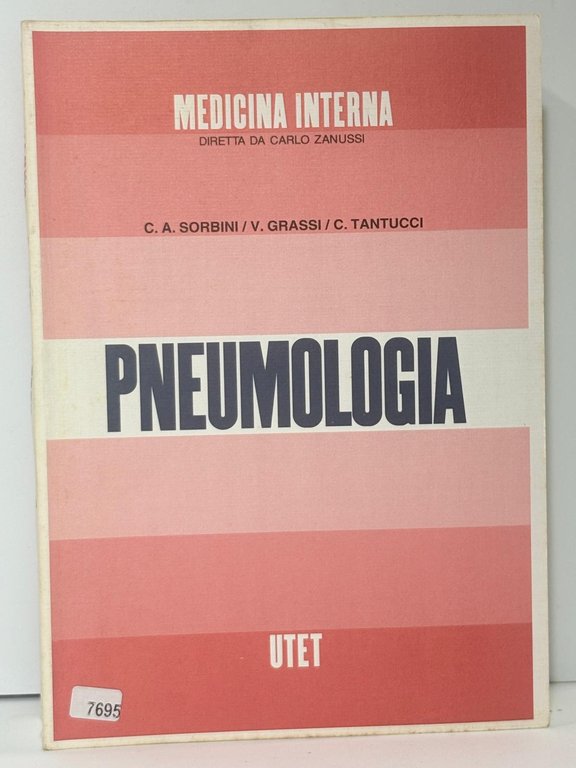 MEDICINA INTERNA
DIRETTA DA CARLO ZANUSSI
C. A. SORBINI / V. GRASSI / C. TANTUCCI
PNEUMOLOGIA
UTET
7695